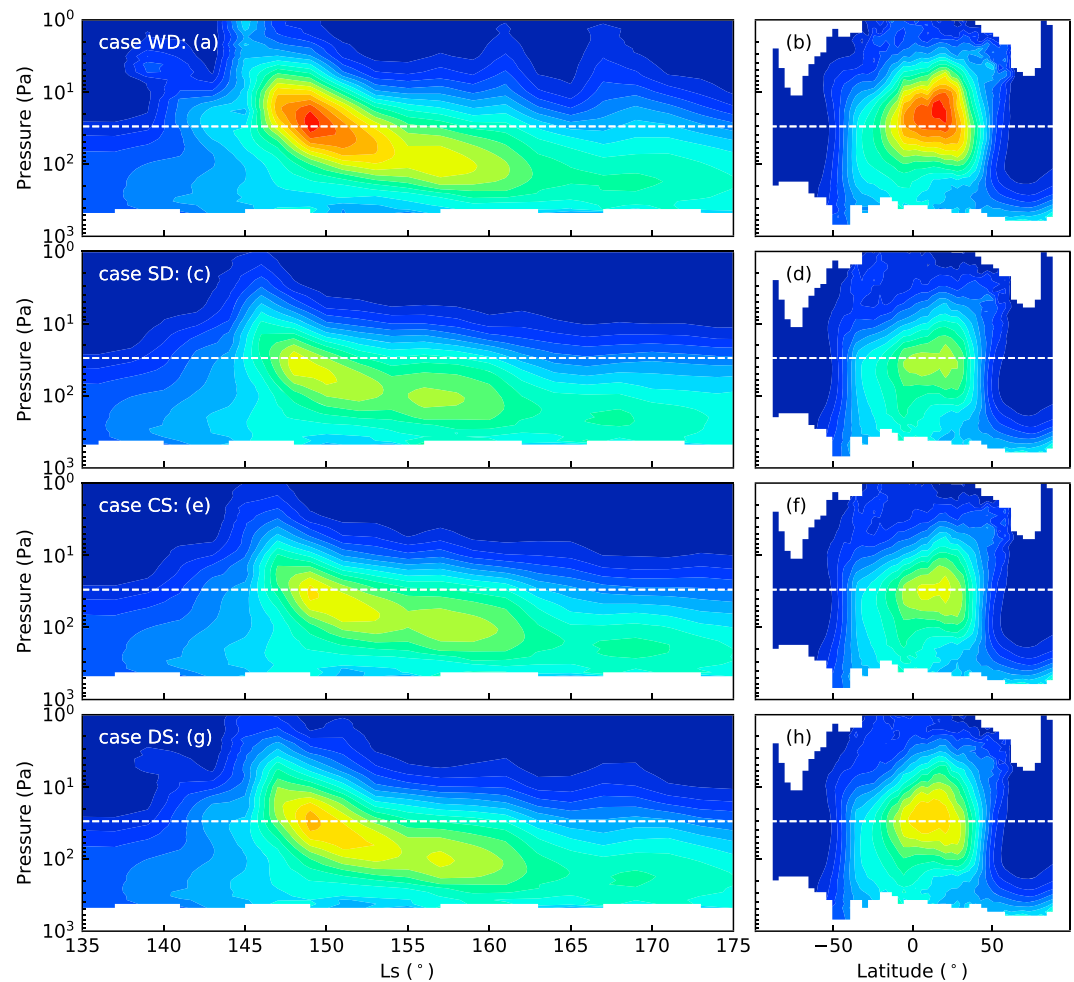 case WD: (a)
(b)
10⁰
10¹
10²
10³
Pressure (Pa)
case SD: (c)
(d)
10⁰
10¹
10²
10³
Pressure (Pa)
case CS: (e)
(f)
10⁰
10¹
10²
10³
Pressure (Pa)
case DS: (g)
(h)
10⁰
10¹
10²
10³
Pressure (Pa)
135 140 145 150 155 160 165 170 175
−50 0 50
Ls (°)
Latitude (°)